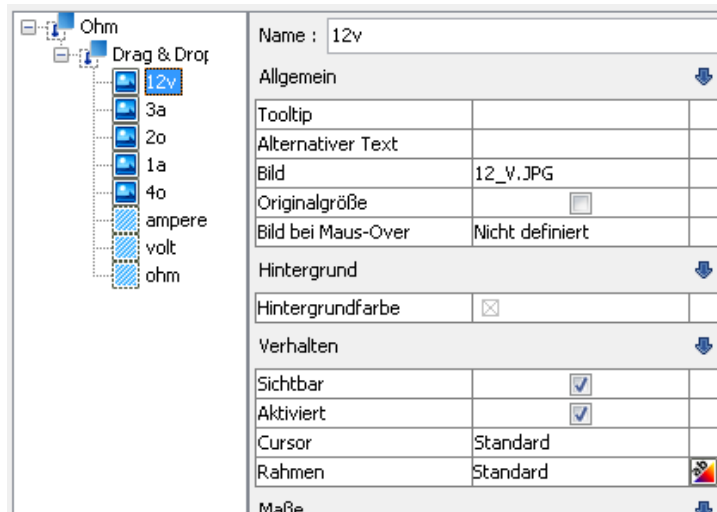 Ohm
Drag & Drop
12v
3a
2o
1a
4o
ampere
volt
ohm
Name : 12v
Allgemein
Tooltip
Alternativer Text
Bild 12_V.JPG
Originalgröße
Bild bei Maus-Over Nicht definiert
Hintergrund
Hintergrundfarbe
Verhalten
Sichtbar
Aktiviert
Cursor Standard
Rahmen Standard
Maße